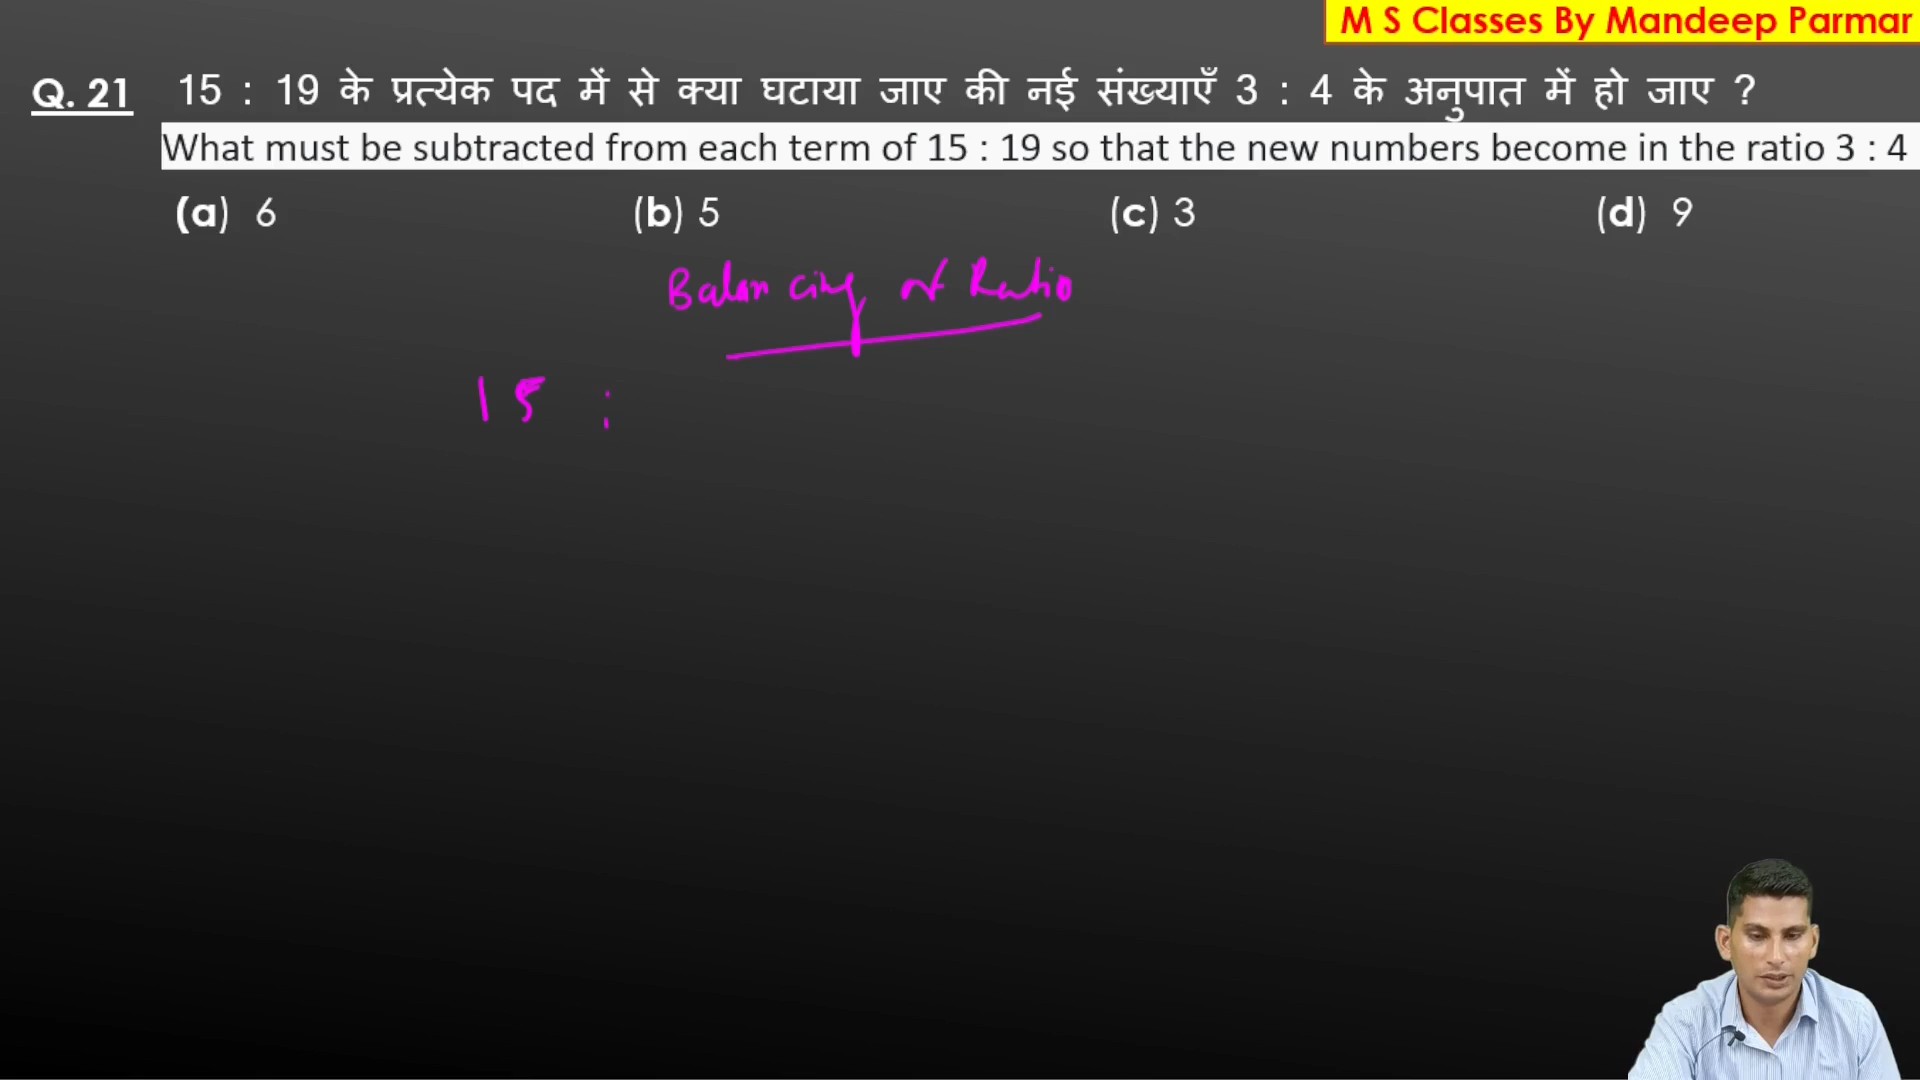 M S Classes By Mandeep Parmar
Q. 21 15 : 19 के प्रत्येक पद में से क्या घटाया जाए की नई संख्याएँ 3 : 4 के अनुपात में हो जाए ?
What must be subtracted from each term of 15 : 19 so that the new numbers become in the ratio 3 : 4
(a) 6 (b) 5 (c) 3 (d) 9
Balancing of Ratio
15 :